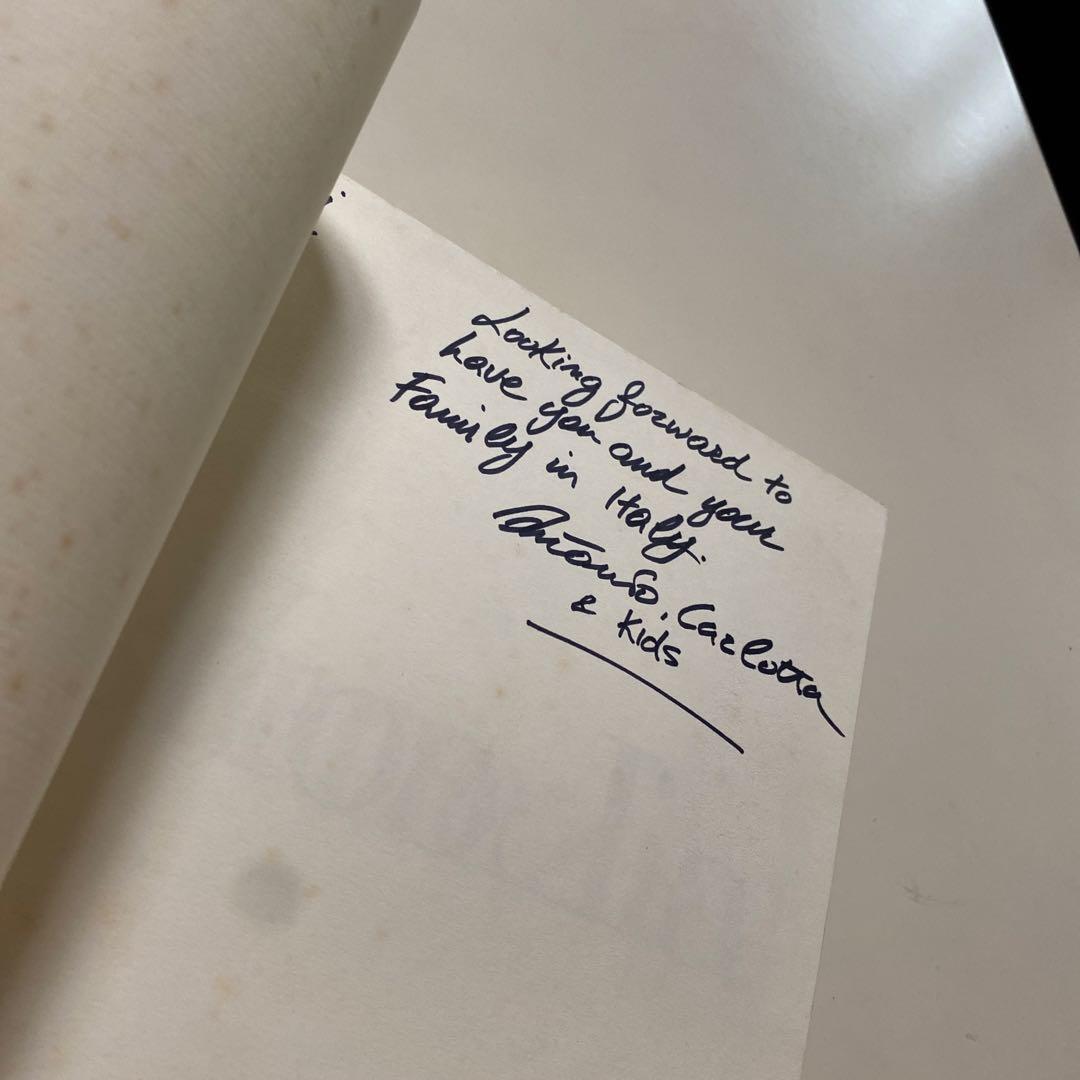 Looking forward to
have you and your
Family in Italy.
Antonio, Carlotta
& Kids